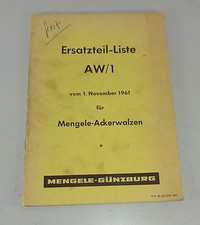 Ersatzteil-Liste
AW/1
vom 1. November 1961
für
Mengele-Ackerwalzen
MENGELE-GÜNZBURG